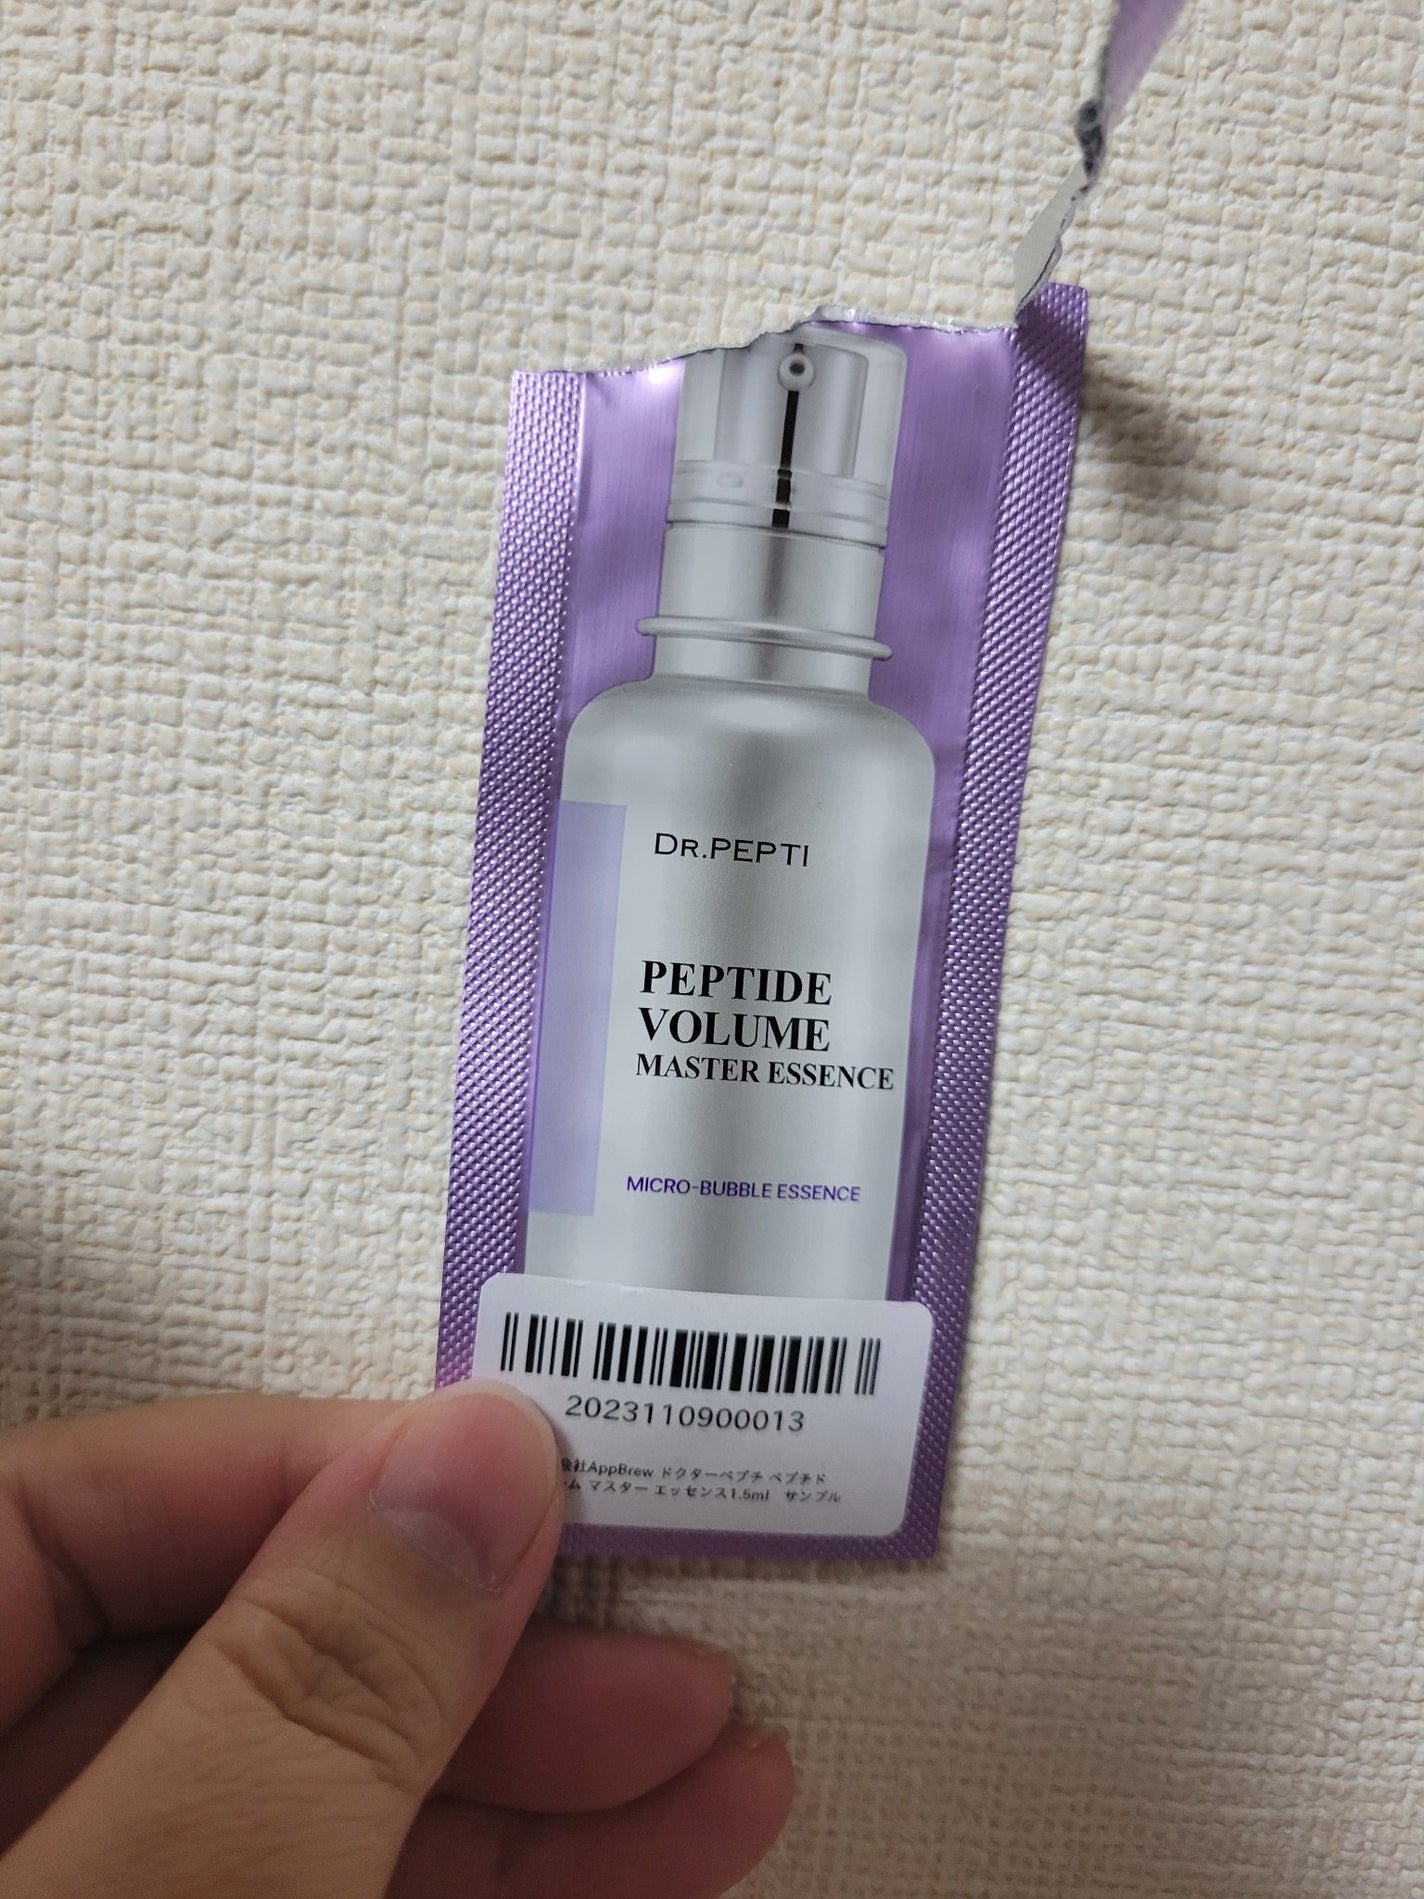 DR.PEPTI
PEPTIDE
VOLUME
MASTER ESSENCE
MICRO-BUBBLE ESSENCE
2023110900013
会社AppBrew ドクターペプチ ペプチド
ーム マスター エッセンス1.5ml サンプル